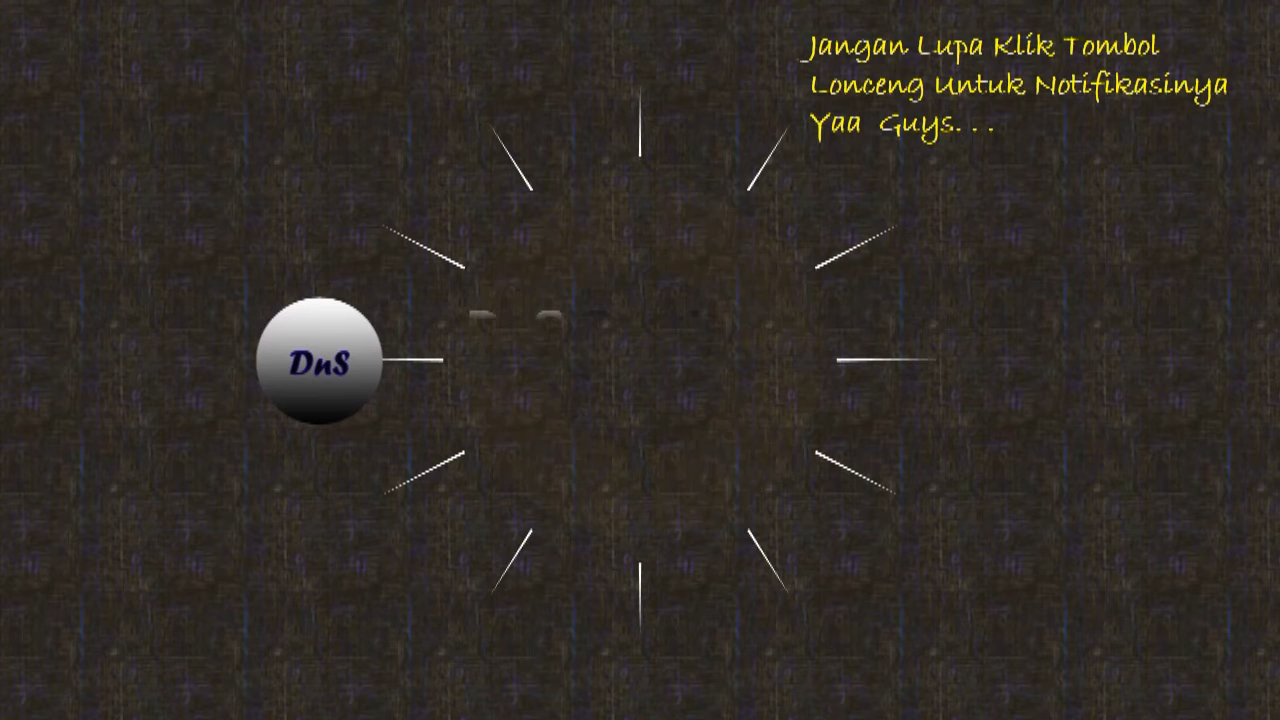 Jangan Lupa Klik Tombol
Lonceng Untuk Notifikasinya
Yaa Guys...
DnS